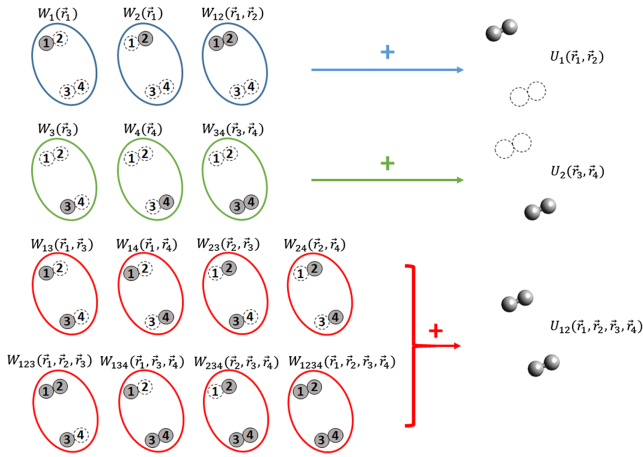 W₁(r⃗₁) W₂(r⃗₂) W₁₂(r⃗₁, r⃗₂)
1 2 1 2 1 2
+
U₁(r⃗₁, r⃗₂)
3 4 3 4 3 4
W₃(r⃗₃) W₄(r⃗₄) W₃₄(r⃗₃, r⃗₄)
1 2 1 2 1 2
+
U₂(r⃗₃, r⃗₄)
3 4 3 4 3 4
W₁₃(r⃗₁, r⃗₃) W₁₄(r⃗₁, r⃗₄) W₂₃(r⃗₂, r⃗₃) W₂₄(r⃗₂, r⃗₄)
1 2 1 2 1 2 1 2
3 4 3 4 3 4 3 4
+
U₁₂(r⃗₁, r⃗₂, r⃗₃, r⃗₄)
W₁₂₃(r⃗₁, r⃗₂, r⃗₃) W₁₃₄(r⃗₁, r⃗₃, r⃗₄) W₂₃₄(r⃗₂, r⃗₃, r⃗₄) W₁₂₃₄(r⃗₁, r⃗₂, r⃗₃, r⃗₄)
1 2 1 2 1 2 1 2
3 4 3 4 3 4 3 4